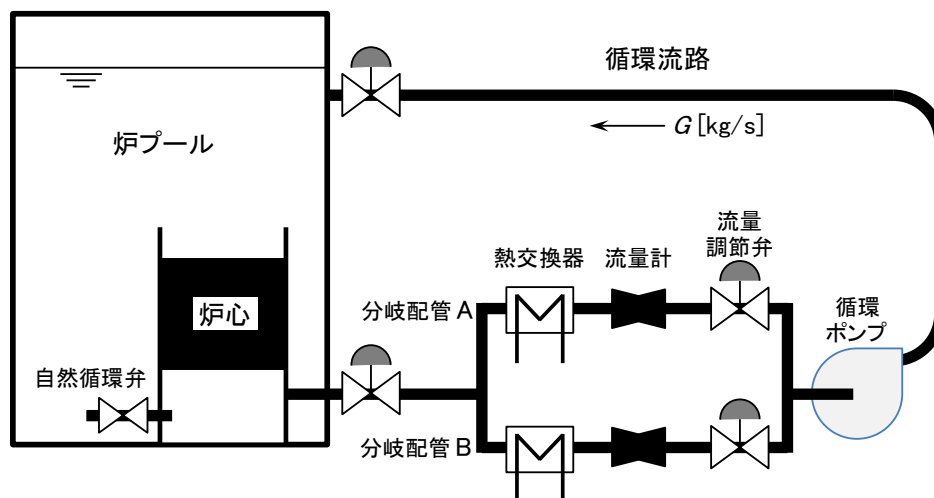 循環流路
G [kg/s]
炉プール
流量
調節弁
熱交換器
流量計
分岐配管 A
循環
ポンプ
炉心
自然循環弁
分岐配管 B